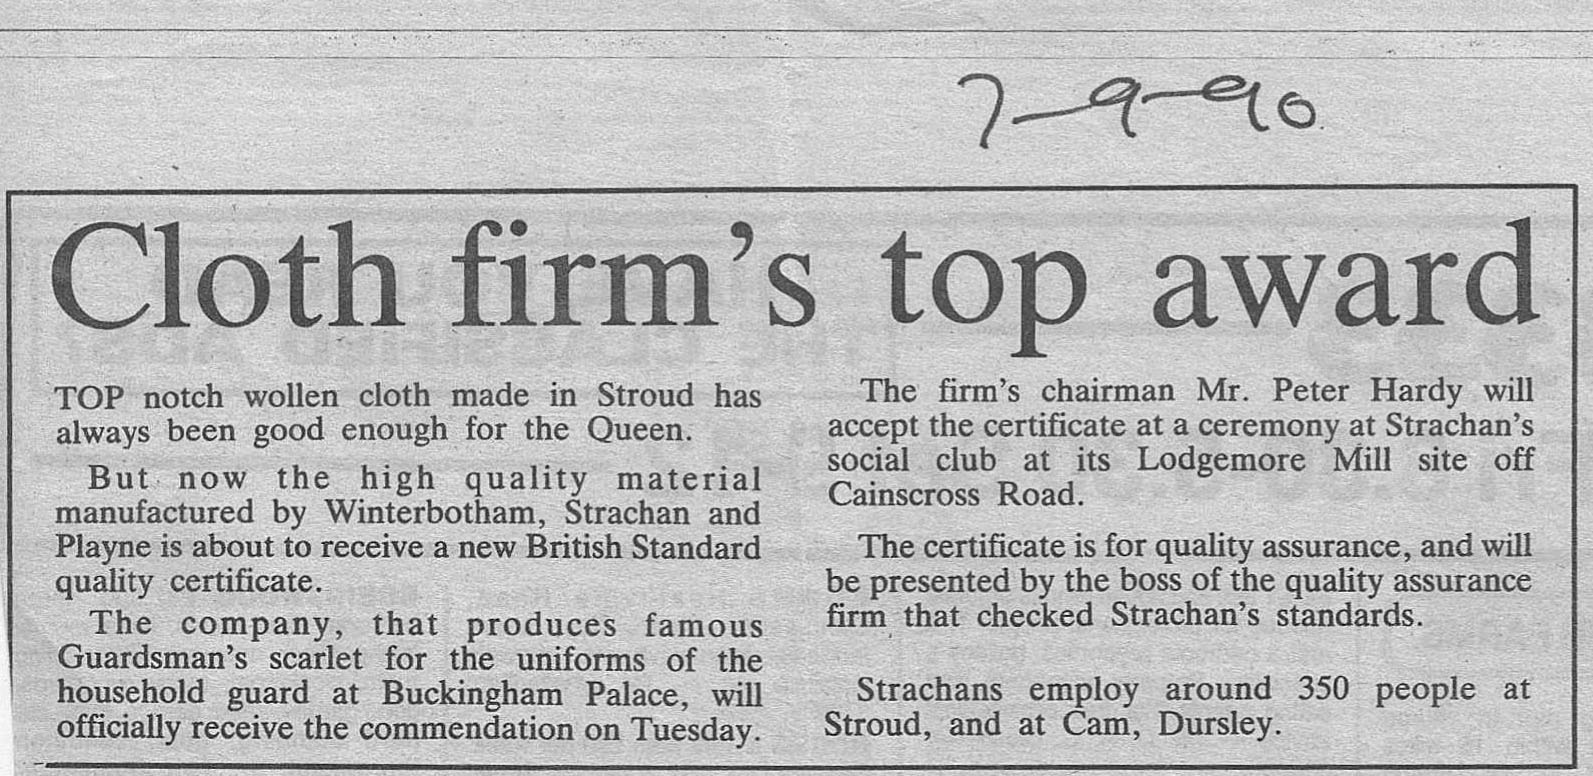 7-9-90
Cloth firm's top award
TOP notch wollen cloth made in Stroud has
always been good enough for the Queen.
But now the high quality material
manufactured by Winterbotham, Strachan and
Playne is about to receive a new British Standard
quality certificate.
The company, that produces famous
Guardsman's scarlet for the uniforms of the
household guard at Buckingham Palace, will
officially receive the commendation on Tuesday.
The firm's chairman Mr. Peter Hardy will
accept the certificate at a ceremony at Strachan's
social club at its Lodgemore Mill site off
Cainscross Road.
The certificate is for quality assurance, and will
be presented by the boss of the quality assurance
firm that checked Strachan's standards.
Strachans employ around 350 people at
Stroud, and at Cam, Dursley.